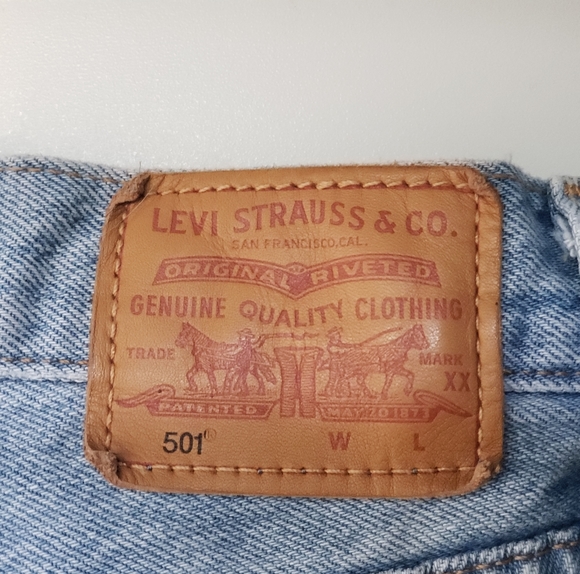 LEVI STRAUSS & CO.
SAN FRANCISCO, CAL.
ORIGINAL RIVETED
GENUINE QUALITY CLOTHING
TRADE MARK
XX
PATENTED MAY 20 1873
501® W L